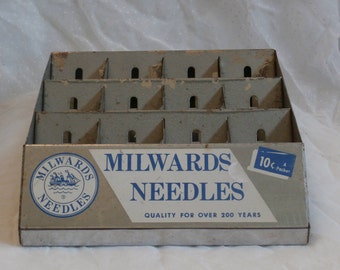 MILWARDS
NEEDLES
MILWARDS
NEEDLES
QUALITY FOR OVER 200 YEARS
10¢ A
Packet